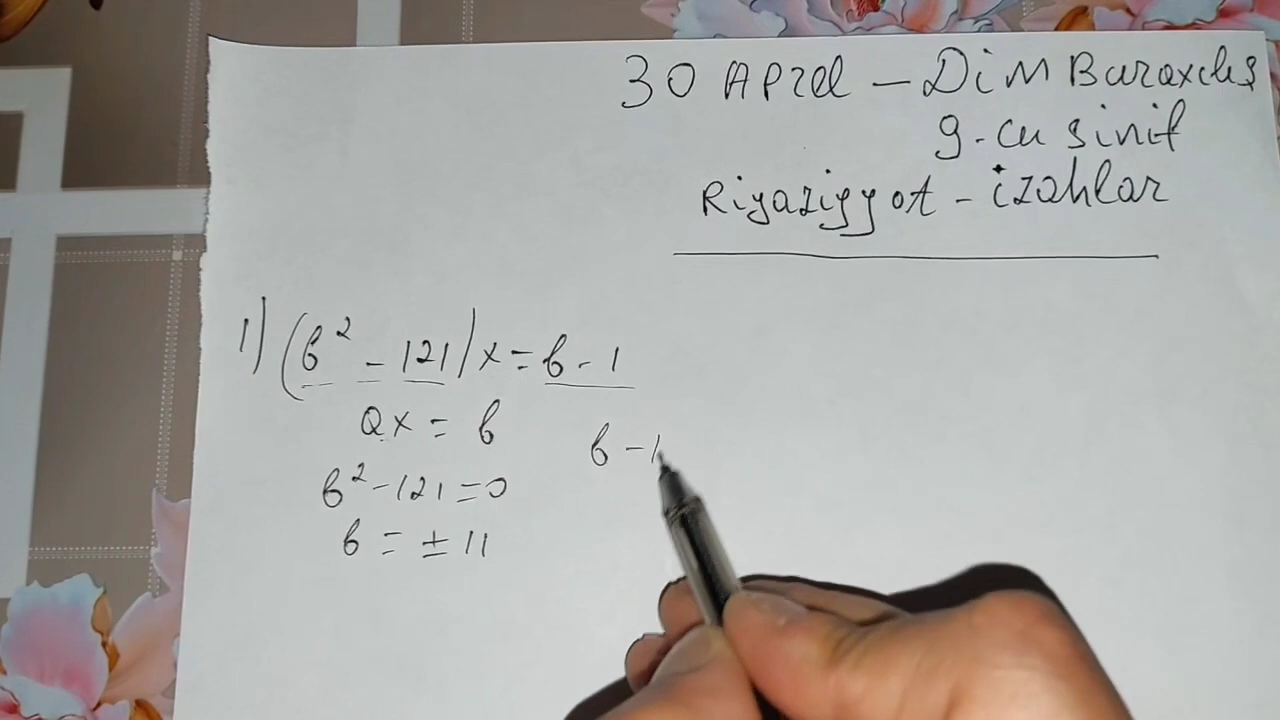 30 Aprel - DiM Buraxılış
9-cu sinif
Riyaziyyat - izahlar
1) (b² - 121)x = b - 1
ax = b
b - 1
b² - 121 = 0
b = ± 11